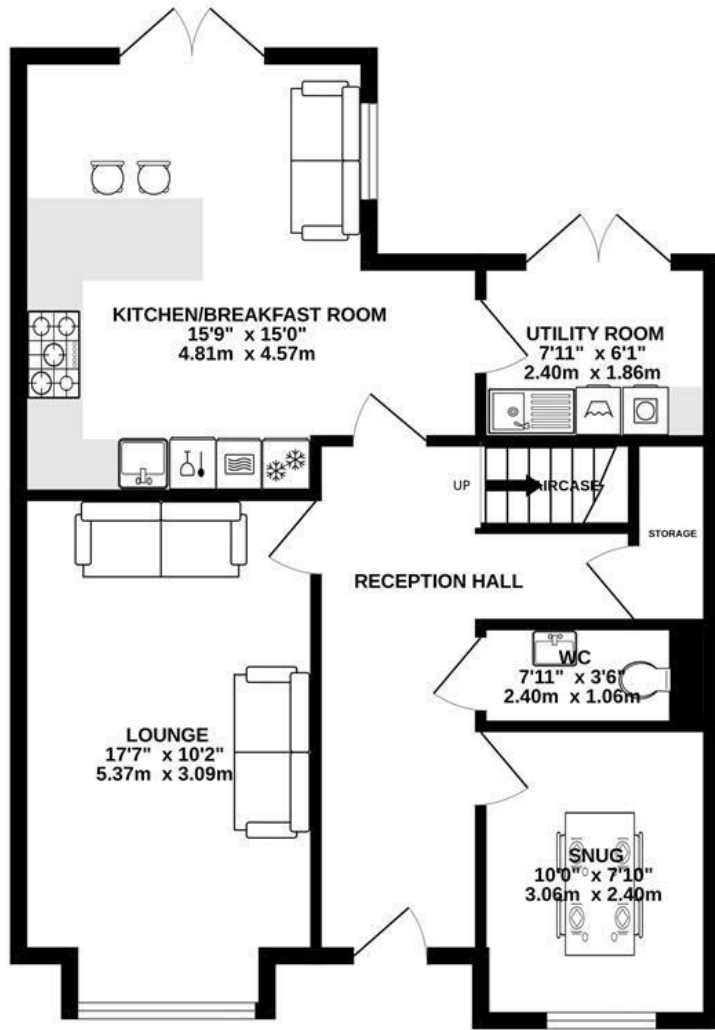 KITCHEN/BREAKFAST ROOM
15'9" x 15'0"
4.81m x 4.57m
UTILITY ROOM
7'11" x 6'1"
2.40m x 1.86m
UP
AIRCASE
STORAGE
RECEPTION HALL
WC
7'11" x 3'6"
2.40m x 1.06m
LOUNGE
17'7" x 10'2"
5.37m x 3.09m
SNUG
10'0" x 7'10"
3.06m x 2.40m